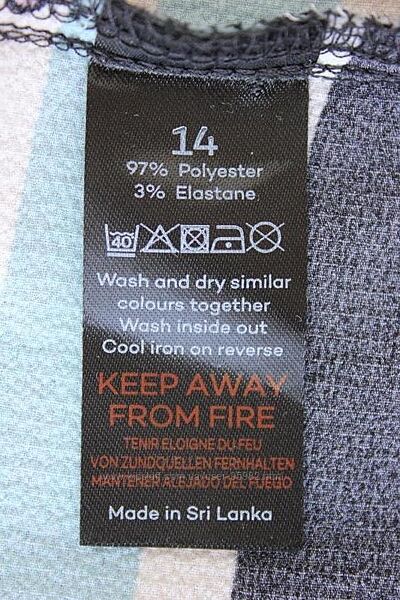 14
97% Polyester
3% Elastane
40
Wash and dry similar
colours together
Wash inside out
Cool iron on reverse
KEEP AWAY
FROM FIRE
TENIR ELOIGNE DU FEU
VON ZUNDQUELLEN FERNHALTEN
MANTENER ALEJADO DEL FUEGO
Made in Sri Lanka